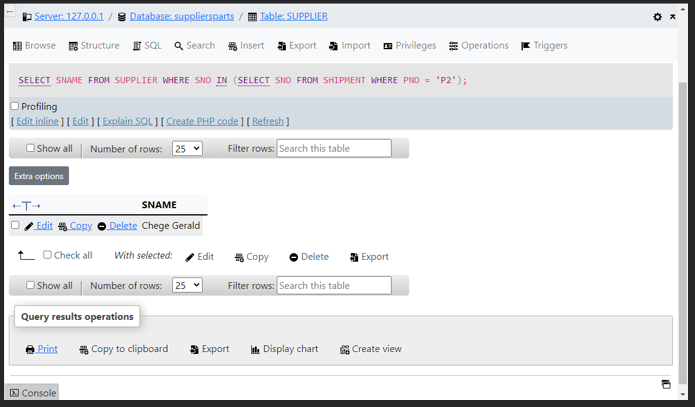 Server: 127.0.0.1 / Database: suppliersparts / Table: SUPPLIER
Browse Structure SQL Search Insert Export Import Privileges Operations Triggers
SELECT SNAME FROM SUPPLIER WHERE SNO IN (SELECT SNO FROM SHIPMENT WHERE PNO = 'P2');
Profiling
[ Edit inline ] [ Edit ] [ Explain SQL ] [ Create PHP code ] [ Refresh ]
Show all Number of rows: 25 Filter rows: Search this table
Extra options
←T→ SNAME
Edit Copy Delete Chege Gerald
Check all With selected: Edit Copy Delete Export
Show all Number of rows: 25 Filter rows: Search this table
Query results operations
Print Copy to clipboard Export Display chart Create view
Console